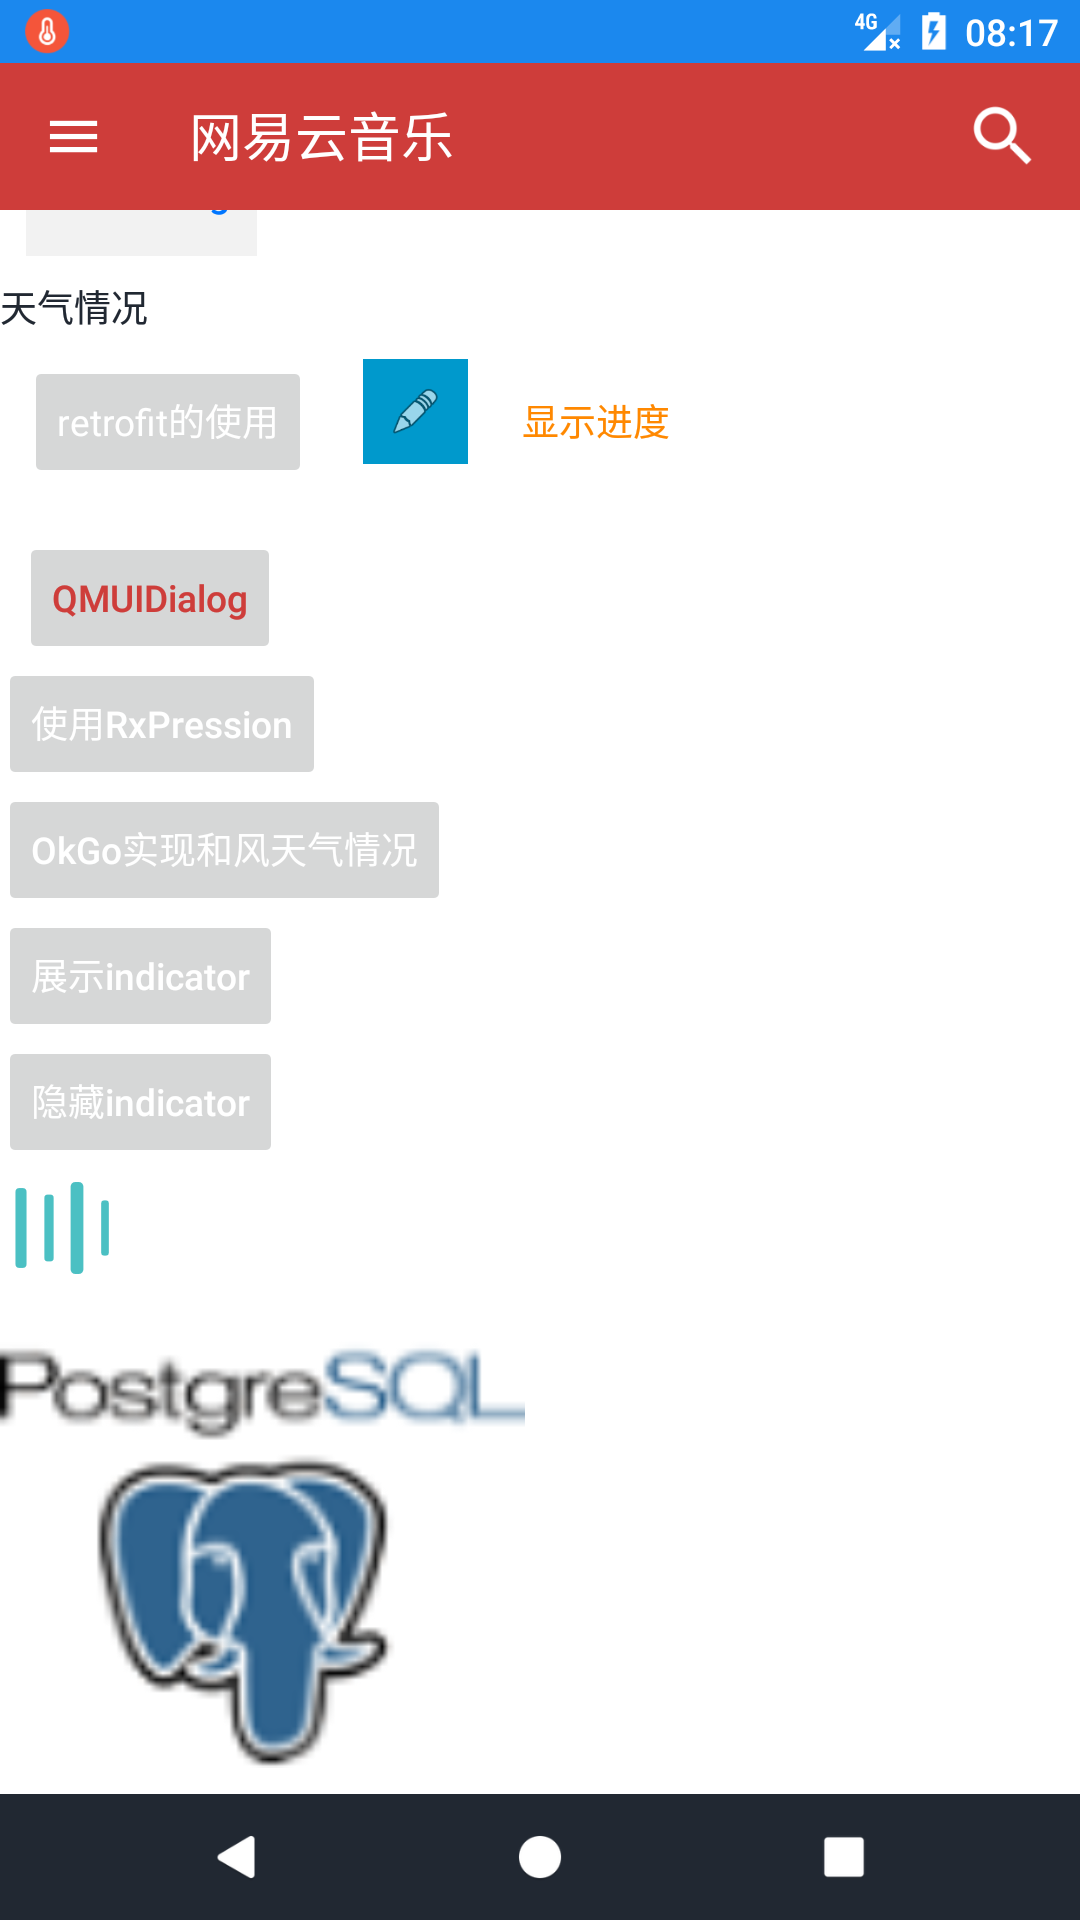 4G 08:17
网易云音乐
天气情况
retrofit的使用
显示进度
QMUIDialog
使用RxPression
OkGo实现和风天气情况
展示indicator
隐藏indicator
PostgreSQL